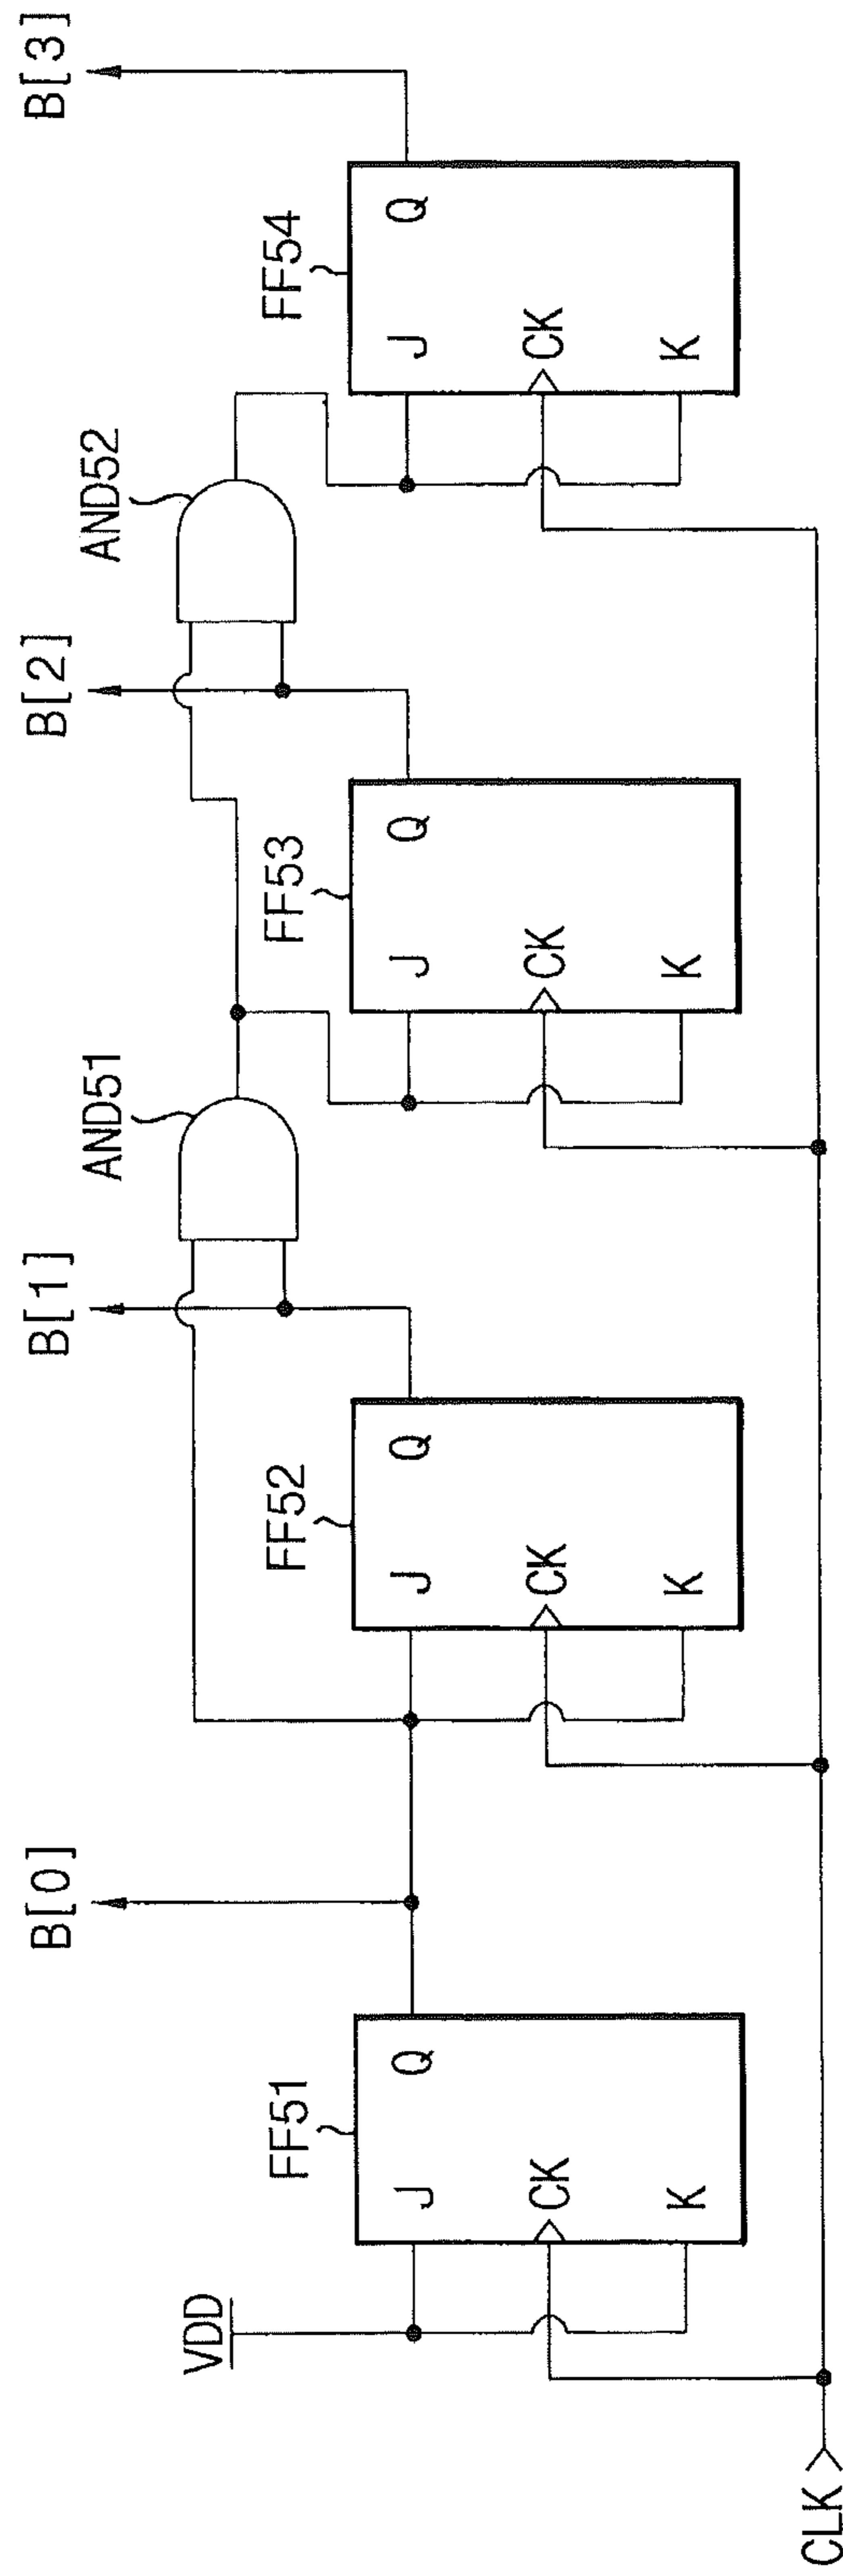 B[0]
B[1]
B[2]
B[3]
VDD
AND51
AND52
FF51
FF52
FF53
FF54
J
Q
CK
K
J
Q
CK
K
J
Q
CK
K
J
Q
CK
K
CLK